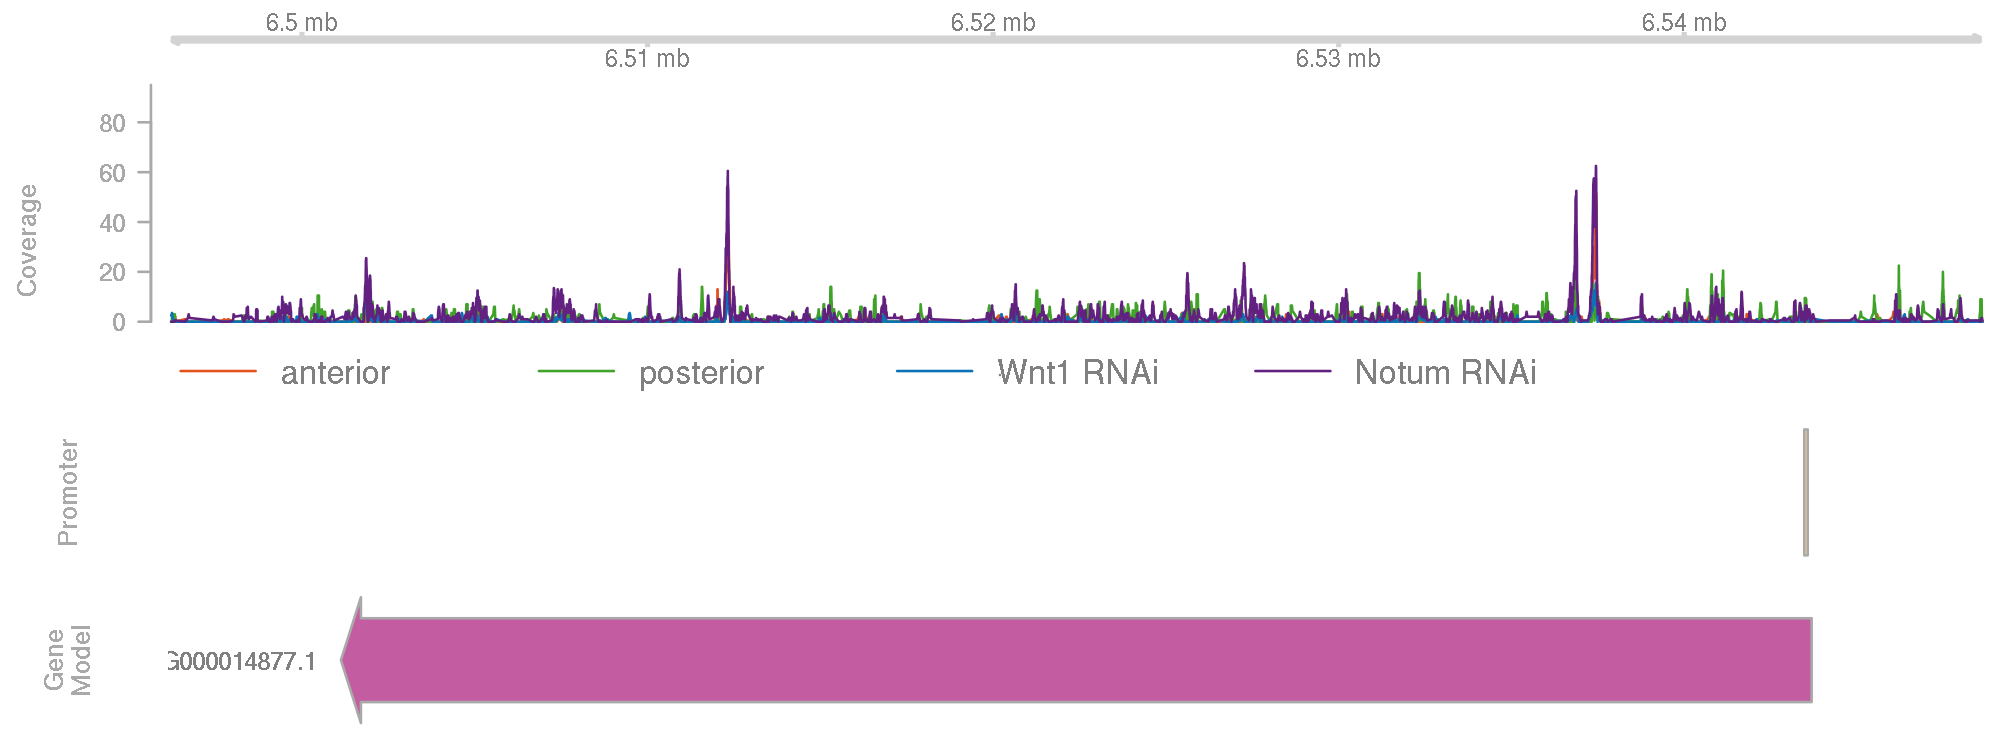 6.5 mb 6.52 mb 6.54 mb
6.51 mb 6.53 mb
Coverage
80
60
40
20
0
anterior posterior Wnt1 RNAi Notum RNAi
Promoter
Gene
Model
G000014877.1